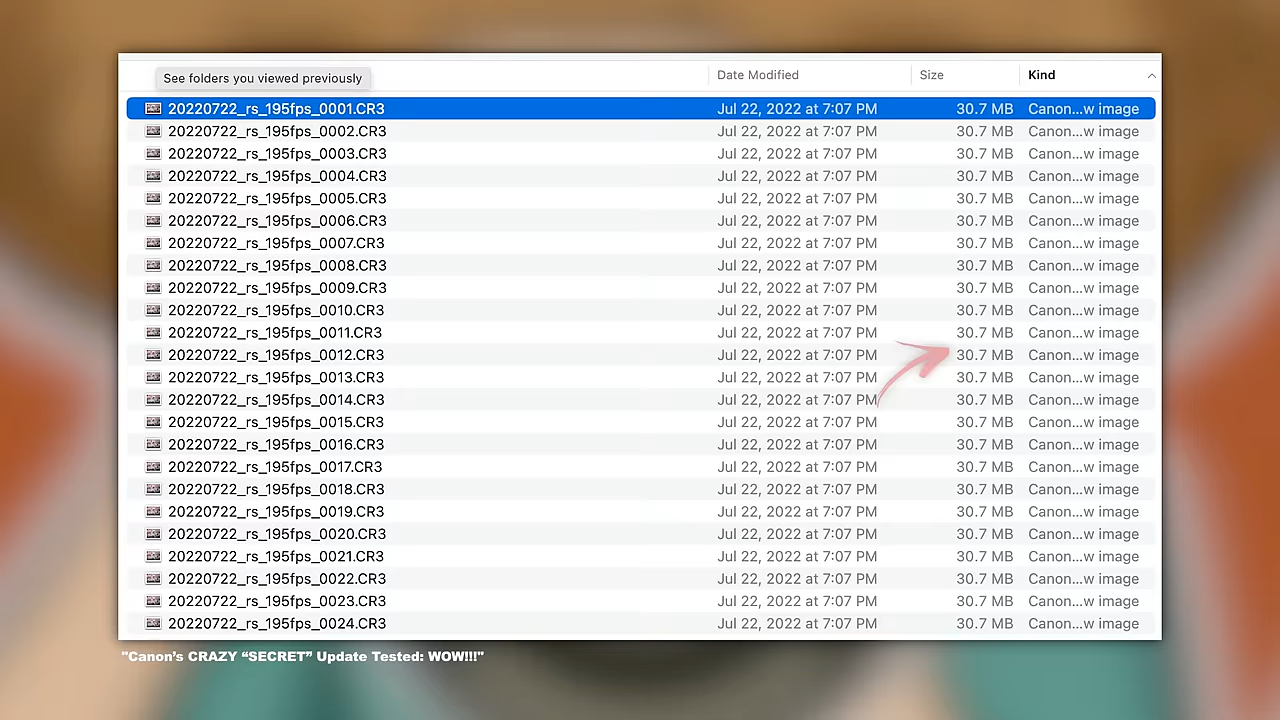 See folders you viewed previously Date Modified Size Kind
20220722_rs_195fps_0001.CR3 Jul 22, 2022 at 7:07 PM 30.7 MB Canon...w image
20220722_rs_195fps_0002.CR3 Jul 22, 2022 at 7:07 PM 30.7 MB Canon...w image
20220722_rs_195fps_0003.CR3 Jul 22, 2022 at 7:07 PM 30.7 MB Canon...w image
20220722_rs_195fps_0004.CR3 Jul 22, 2022 at 7:07 PM 30.7 MB Canon...w image
20220722_rs_195fps_0005.CR3 Jul 22, 2022 at 7:07 PM 30.7 MB Canon...w image
20220722_rs_195fps_0006.CR3 Jul 22, 2022 at 7:07 PM 30.7 MB Canon...w image
20220722_rs_195fps_0007.CR3 Jul 22, 2022 at 7:07 PM 30.7 MB Canon...w image
20220722_rs_195fps_0008.CR3 Jul 22, 2022 at 7:07 PM 30.7 MB Canon...w image
20220722_rs_195fps_0009.CR3 Jul 22, 2022 at 7:07 PM 30.7 MB Canon...w image
20220722_rs_195fps_0010.CR3 Jul 22, 2022 at 7:07 PM 30.7 MB Canon...w image
20220722_rs_195fps_0011.CR3 Jul 22, 2022 at 7:07 PM 30.7 MB Canon...w image
20220722_rs_195fps_0012.CR3 Jul 22, 2022 at 7:07 PM 30.7 MB Canon...w image
20220722_rs_195fps_0013.CR3 Jul 22, 2022 at 7:07 PM 30.7 MB Canon...w image
20220722_rs_195fps_0014.CR3 Jul 22, 2022 at 7:07 PM 30.7 MB Canon...w image
20220722_rs_195fps_0015.CR3 Jul 22, 2022 at 7:07 PM 30.7 MB Canon...w image
20220722_rs_195fps_0016.CR3 Jul 22, 2022 at 7:07 PM 30.7 MB Canon...w image
20220722_rs_195fps_0017.CR3 Jul 22, 2022 at 7:07 PM 30.7 MB Canon...w image
20220722_rs_195fps_0018.CR3 Jul 22, 2022 at 7:07 PM 30.7 MB Canon...w image
20220722_rs_195fps_0019.CR3 Jul 22, 2022 at 7:07 PM 30.7 MB Canon...w image
20220722_rs_195fps_0020.CR3 Jul 22, 2022 at 7:07 PM 30.7 MB Canon...w image
20220722_rs_195fps_0021.CR3 Jul 22, 2022 at 7:07 PM 30.7 MB Canon...w image
20220722_rs_195fps_0022.CR3 Jul 22, 2022 at 7:07 PM 30.7 MB Canon...w image
20220722_rs_195fps_0023.CR3 Jul 22, 2022 at 7:07 PM 30.7 MB Canon...w image
20220722_rs_195fps_0024.CR3 Jul 22, 2022 at 7:07 PM 30.7 MB Canon...w image
"Canon’s CRAZY “SECRET” Update Tested: WOW!!!"